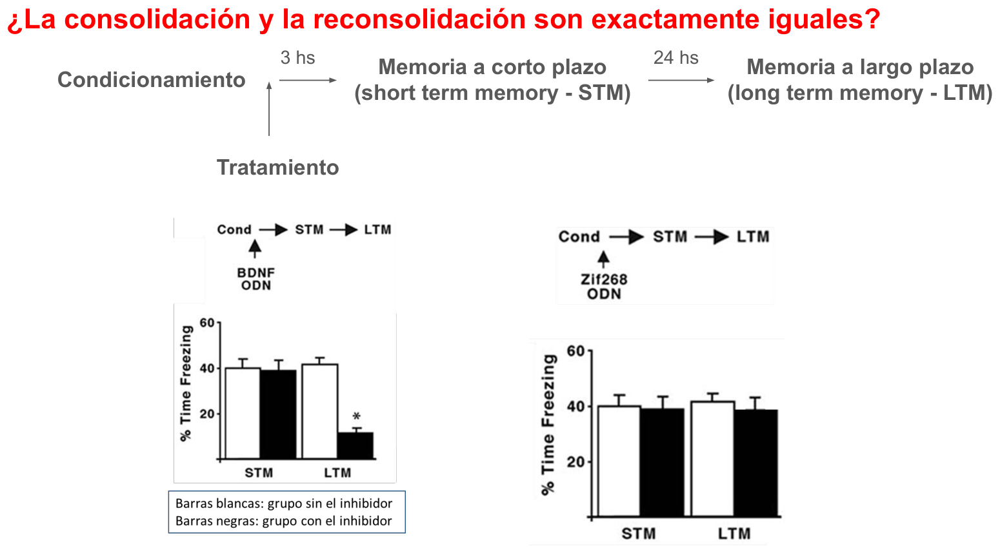 ¿La consolidación y la reconsolidación son exactamente iguales?
Condicionamiento
3 hs
Memoria a corto plazo
(short term memory - STM)
24 hs
Memoria a largo plazo
(long term memory - LTM)
Tratamiento
Cond STM LTM
BDNF
ODN
% Time Freezing
60
40
20
*
STM LTM
Barras blancas: grupo sin el inhibidor
Barras negras: grupo con el inhibidor
Cond STM LTM
Zif268
ODN
% Time Freezing
60
40
20
STM LTM